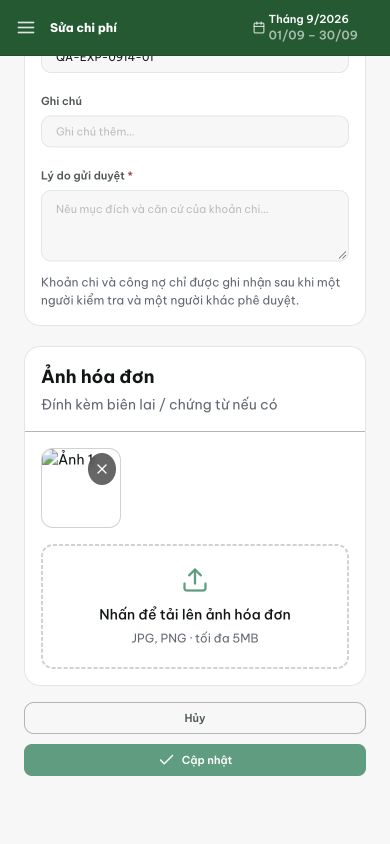 Sửa chi phí
Tháng 9/2026
01/09 – 30/09
QA-EXP-0914-01
Ghi chú
Ghi chú thêm...
Lý do gửi duyệt *
Nêu mục đích và căn cứ của khoản chi...
Khoản chi và công nợ chỉ được ghi nhận sau khi một
người kiểm tra và một người khác phê duyệt.
Ảnh hóa đơn
Đính kèm biên lai / chứng từ nếu có
Ảnh 1
Nhấn để tải lên ảnh hóa đơn
JPG, PNG · tối đa 5MB
Hủy
Cập nhật